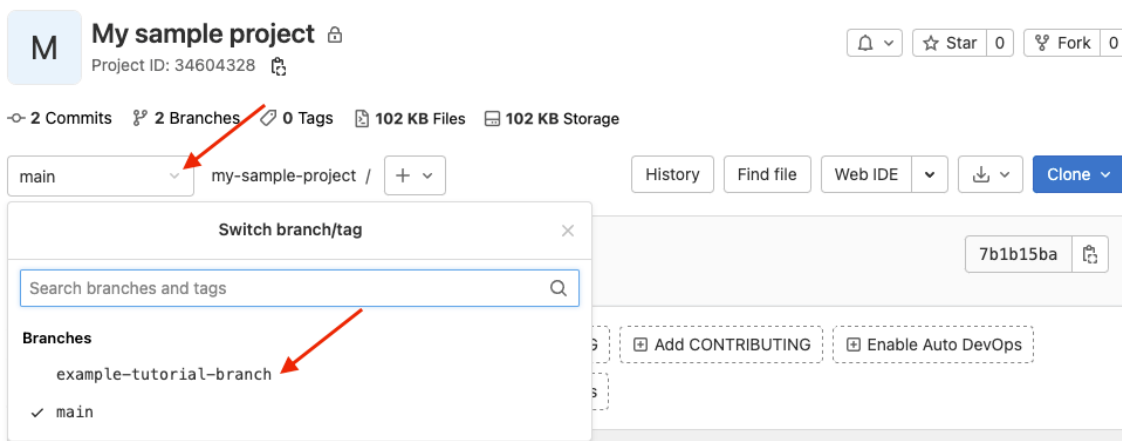 M
My sample project
Project ID: 34604328
Star 0
Fork 0
2 Commits 2 Branches 0 Tags 102 KB Files 102 KB Storage
main my-sample-project / + History Find file Web IDE Clone
Switch branch/tag
7b1b15ba
Search branches and tags
Branches
Add CONTRIBUTING Enable Auto DevOps
example-tutorial-branch
main